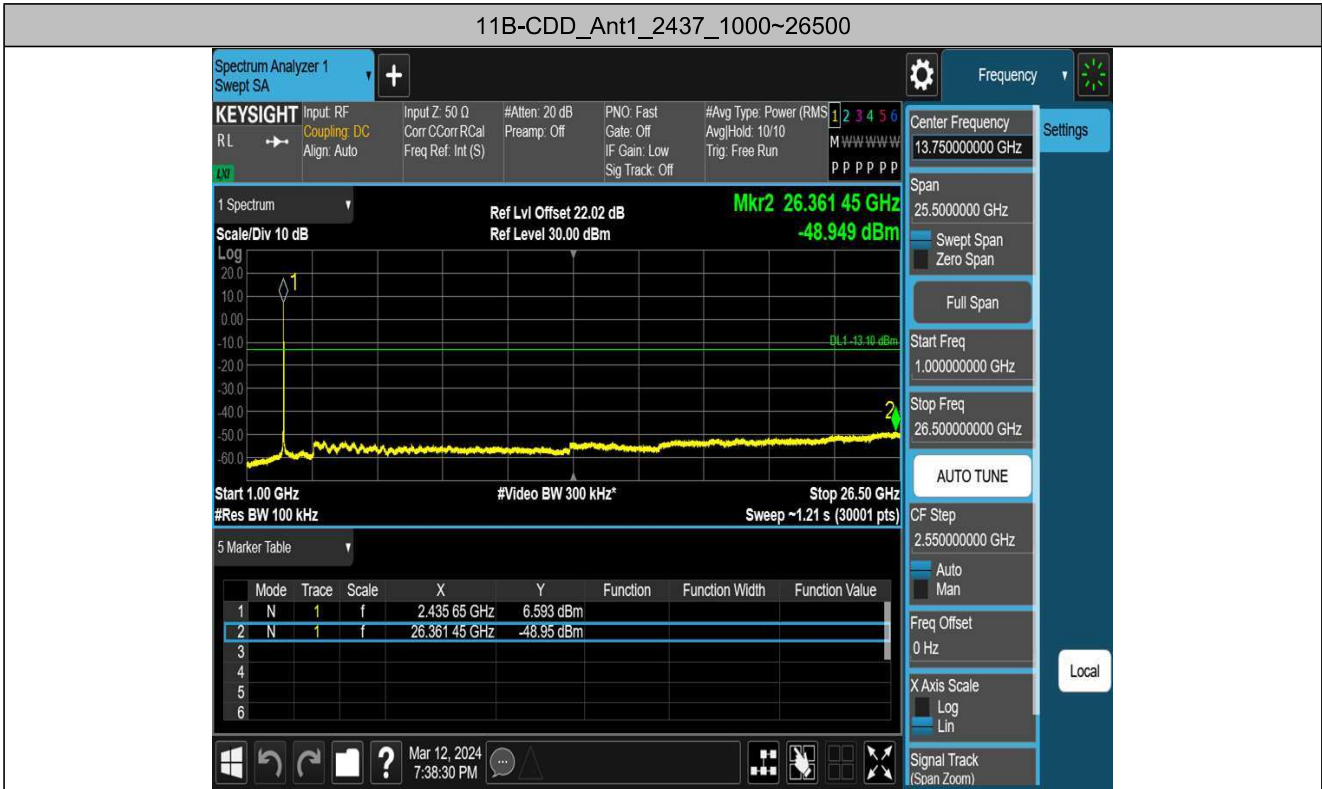 11B-CDD_Ant1_2437_1000~26500
Spectrum Analyzer 1
Swept SA
+
Frequency
KEYSIGHT
RL
LXI
Input: RF
Coupling: DC
Align: Auto
Input Z: 50 Ω
Corr CCorr RCal
Freq Ref: Int (S)
#Atten: 20 dB
Preamp: Off
PNO: Fast
Gate: Off
IF Gain: Low
Sig Track: Off
#Avg Type: Power (RMS
Avg|Hold: 10/10
Trig: Free Run
1 2 3 4 5 6
M W W W W W
P P P P P P
Center Frequency
13.750000000 GHz
Settings
1 Spectrum
Scale/Div 10 dB
Ref Lvl Offset 22.02 dB
Ref Level 30.00 dBm
Mkr2 26.361 45 GHz
-48.949 dBm
Span
25.5000000 GHz
Swept Span
Zero Span
Full Span
Log
20.0
10.0
0.00
-10.0
-20.0
-30.0
-40.0
-50.0
-60.0
1
DL1 -13.10 dBm
2
Start Freq
1.000000000 GHz
Stop Freq
26.500000000 GHz
AUTO TUNE
Start 1.00 GHz
#Video BW 300 kHz*
Stop 26.50 GHz
#Res BW 100 kHz
Sweep ~1.21 s (30001 pts)
CF Step
2.550000000 GHz
Auto
Man
5 Marker Table
Mode Trace Scale X Y Function Function Width Function Value
1 N 1 f 2.435 65 GHz 6.593 dBm
2 N 1 f 26.361 45 GHz -48.95 dBm
3
4
5
6
Freq Offset
0 Hz
Local
X Axis Scale
Log
Lin
?
Mar 12, 2024
7:38:30 PM
Signal Track
(Span Zoom)